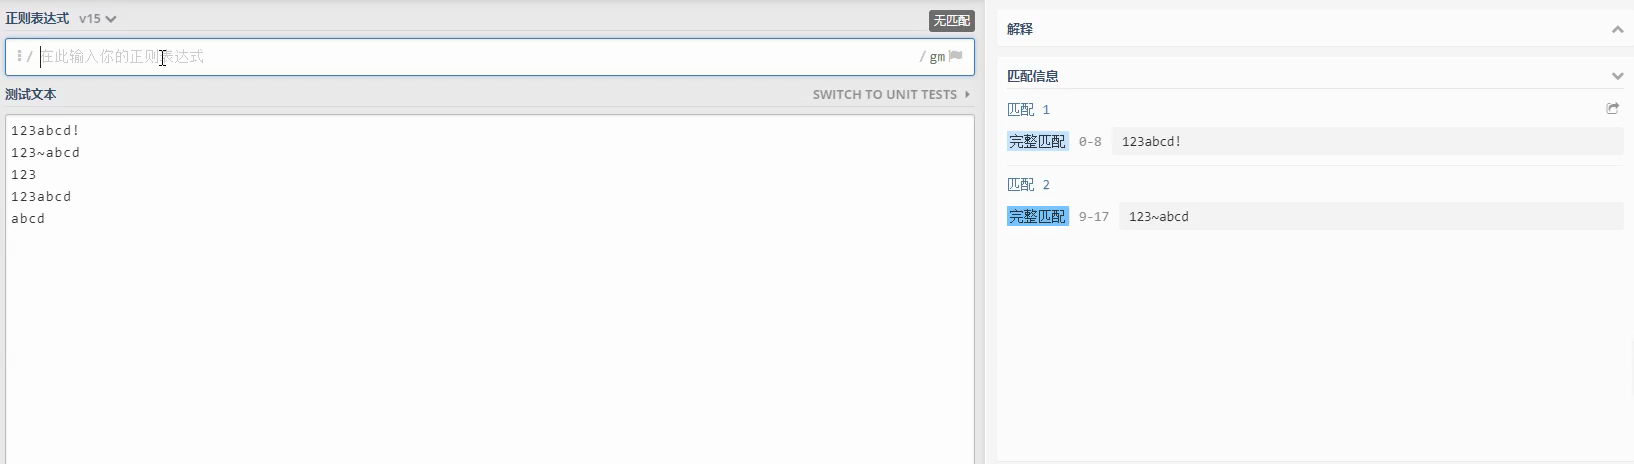 正则表达式 v15
无匹配
/ 在此输入你的正则表达式 / gm
测试文本 SWITCH TO UNIT TESTS
123abcd!
123~abcd
123
123abcd
abcd
解释
匹配信息
匹配 1
完整匹配 0-8 123abcd!
匹配 2
完整匹配 9-17 123~abcd